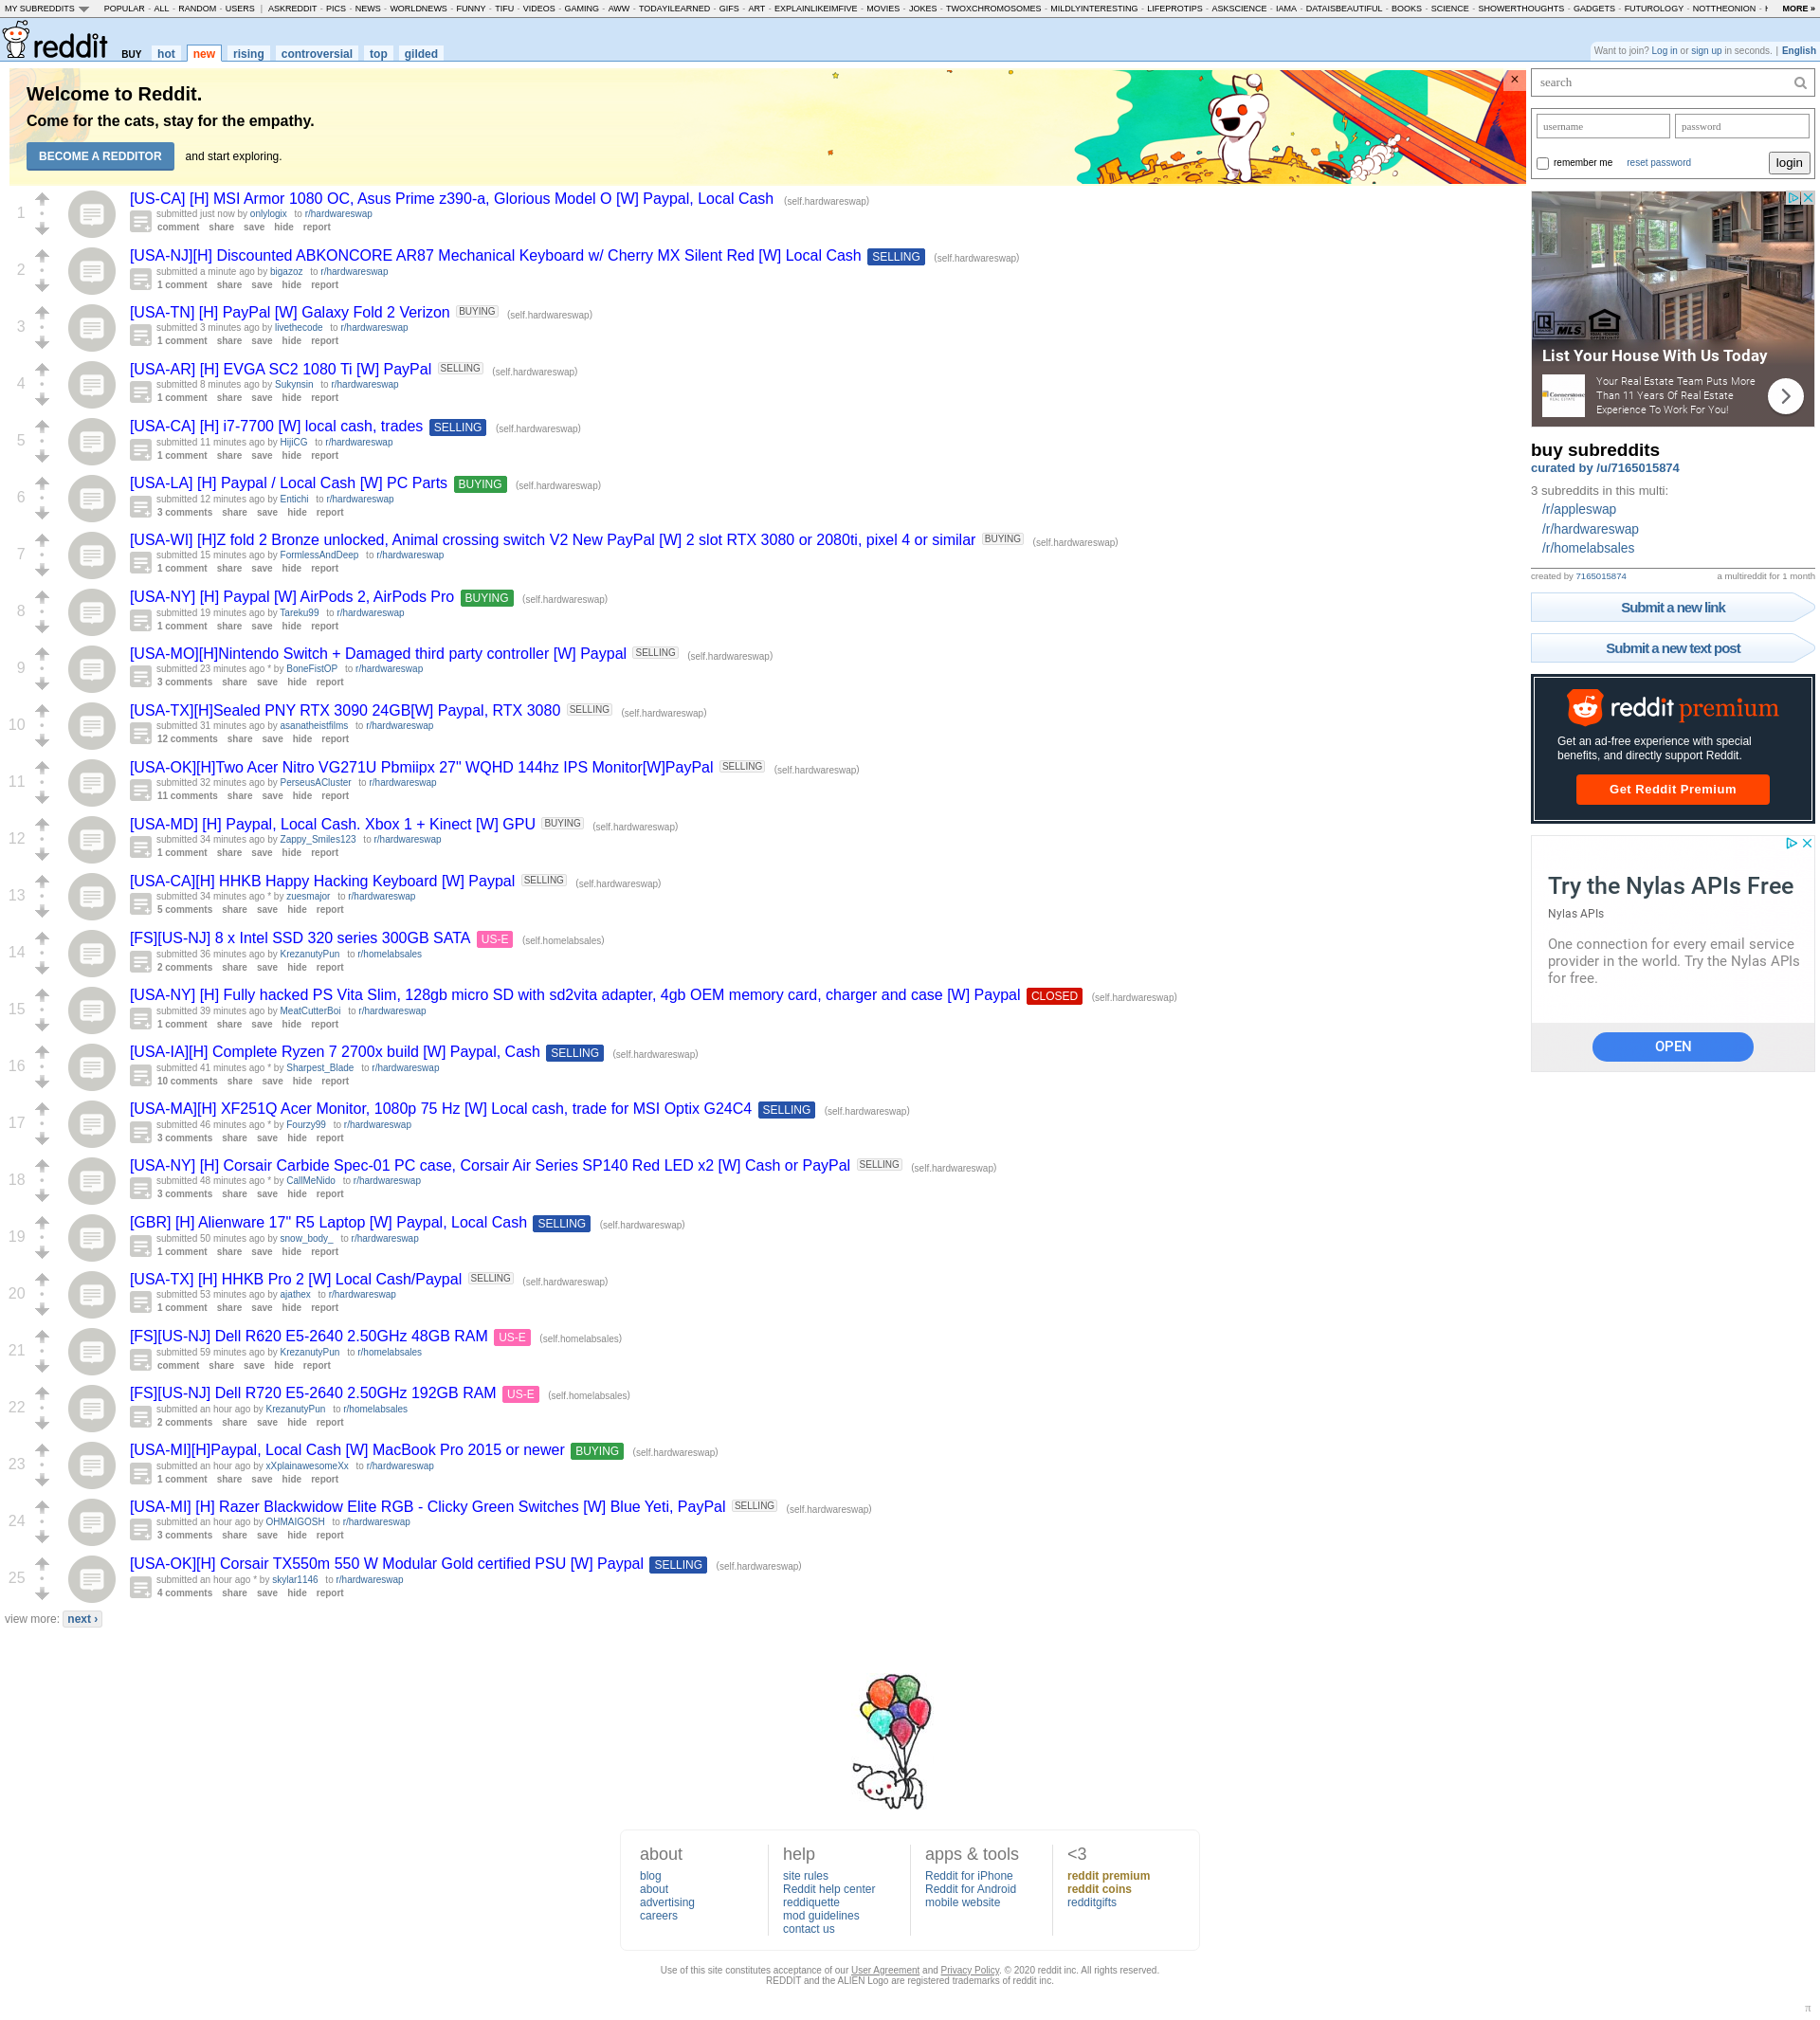 MY SUBREDDITS POPULAR - ALL - RANDOM - USERS | ASKREDDIT - PICS - NEWS - WORLDNEWS - FUNNY - TIFU - VIDEOS - GAMING - AWW - TODAYILEARNED - GIFS - ART - EXPLAINLIKEIMFIVE - MOVIES - JOKES - TWOXCHROMOSOMES - MILDLYINTERESTING - LIFEPROTIPS - ASKSCIENCE - IAMA - DATAISBEAUTIFUL - BOOKS - SCIENCE - SHOWERTHOUGHTS - GADGETS - FUTUROLOGY - NOTTHEONION - MORE »
reddit BUY hot new rising controversial top gilded
Want to join? Log in or sign up in seconds. | English
Welcome to Reddit.
Come for the cats, stay for the empathy.
BECOME A REDDITOR and start exploring.
×
1
[US-CA] [H] MSI Armor 1080 OC, Asus Prime z390-a, Glorious Model O [W] Paypal, Local Cash (self.hardwareswap)
submitted just now by onlylogix to r/hardwareswap
comment share save hide report
2
[USA-NJ][H] Discounted ABKONCORE AR87 Mechanical Keyboard w/ Cherry MX Silent Red [W] Local Cash SELLING (self.hardwareswap)
submitted a minute ago by bigazoz to r/hardwareswap
1 comment share save hide report
3
[USA-TN] [H] PayPal [W] Galaxy Fold 2 Verizon BUYING (self.hardwareswap)
submitted 3 minutes ago by livethecode to r/hardwareswap
1 comment share save hide report
4
[USA-AR] [H] EVGA SC2 1080 Ti [W] PayPal SELLING (self.hardwareswap)
submitted 8 minutes ago by Sukynsin to r/hardwareswap
1 comment share save hide report
5
[USA-CA] [H] i7-7700 [W] local cash, trades SELLING (self.hardwareswap)
submitted 11 minutes ago by HijiCG to r/hardwareswap
1 comment share save hide report
6
[USA-LA] [H] Paypal / Local Cash [W] PC Parts BUYING (self.hardwareswap)
submitted 12 minutes ago by Entichi to r/hardwareswap
3 comments share save hide report
7
[USA-WI] [H]Z fold 2 Bronze unlocked, Animal crossing switch V2 New PayPal [W] 2 slot RTX 3080 or 2080ti, pixel 4 or similar BUYING (self.hardwareswap)
submitted 15 minutes ago by FormlessAndDeep to r/hardwareswap
1 comment share save hide report
8
[USA-NY] [H] Paypal [W] AirPods 2, AirPods Pro BUYING (self.hardwareswap)
submitted 19 minutes ago by Tareku99 to r/hardwareswap
1 comment share save hide report
9
[USA-MO][H]Nintendo Switch + Damaged third party controller [W] Paypal SELLING (self.hardwareswap)
submitted 23 minutes ago * by BoneFistOP to r/hardwareswap
3 comments share save hide report
10
[USA-TX][H]Sealed PNY RTX 3090 24GB[W] Paypal, RTX 3080 SELLING (self.hardwareswap)
submitted 31 minutes ago by asanatheistfilms to r/hardwareswap
12 comments share save hide report
11
[USA-OK][H]Two Acer Nitro VG271U Pbmiipx 27" WQHD 144hz IPS Monitor[W]PayPal SELLING (self.hardwareswap)
submitted 32 minutes ago by PerseusACluster to r/hardwareswap
11 comments share save hide report
12
[USA-MD] [H] Paypal, Local Cash. Xbox 1 + Kinect [W] GPU BUYING (self.hardwareswap)
submitted 34 minutes ago by Zappy_Smiles123 to r/hardwareswap
1 comment share save hide report
13
[USA-CA][H] HHKB Happy Hacking Keyboard [W] Paypal SELLING (self.hardwareswap)
submitted 34 minutes ago * by zuesmajor to r/hardwareswap
5 comments share save hide report
14
[FS][US-NJ] 8 x Intel SSD 320 series 300GB SATA US-E (self.homelabsales)
submitted 36 minutes ago by KrezanutyPun to r/homelabsales
2 comments share save hide report
15
[USA-NY] [H] Fully hacked PS Vita Slim, 128gb micro SD with sd2vita adapter, 4gb OEM memory card, charger and case [W] Paypal CLOSED (self.hardwareswap)
submitted 39 minutes ago by MeatCutterBoi to r/hardwareswap
1 comment share save hide report
16
[USA-IA][H] Complete Ryzen 7 2700x build [W] Paypal, Cash SELLING (self.hardwareswap)
submitted 41 minutes ago * by Sharpest_Blade to r/hardwareswap
10 comments share save hide report
17
[USA-MA][H] XF251Q Acer Monitor, 1080p 75 Hz [W] Local cash, trade for MSI Optix G24C4 SELLING (self.hardwareswap)
submitted 46 minutes ago * by Fourzy99 to r/hardwareswap
3 comments share save hide report
18
[USA-NY] [H] Corsair Carbide Spec-01 PC case, Corsair Air Series SP140 Red LED x2 [W] Cash or PayPal SELLING (self.hardwareswap)
submitted 48 minutes ago * by CallMeNido to r/hardwareswap
3 comments share save hide report
19
[GBR] [H] Alienware 17" R5 Laptop [W] Paypal, Local Cash SELLING (self.hardwareswap)
submitted 50 minutes ago by snow_body_ to r/hardwareswap
1 comment share save hide report
20
[USA-TX] [H] HHKB Pro 2 [W] Local Cash/Paypal SELLING (self.hardwareswap)
submitted 53 minutes ago by ajathex to r/hardwareswap
1 comment share save hide report
21
[FS][US-NJ] Dell R620 E5-2640 2.50GHz 48GB RAM US-E (self.homelabsales)
submitted 59 minutes ago by KrezanutyPun to r/homelabsales
comment share save hide report
22
[FS][US-NJ] Dell R720 E5-2640 2.50GHz 192GB RAM US-E (self.homelabsales)
submitted an hour ago by KrezanutyPun to r/homelabsales
2 comments share save hide report
23
[USA-MI][H]Paypal, Local Cash [W] MacBook Pro 2015 or newer BUYING (self.hardwareswap)
submitted an hour ago by xXplainawesomeXx to r/hardwareswap
1 comment share save hide report
24
[USA-MI] [H] Razer Blackwidow Elite RGB - Clicky Green Switches [W] Blue Yeti, PayPal SELLING (self.hardwareswap)
submitted an hour ago by OHMAIGOSH to r/hardwareswap
3 comments share save hide report
25
[USA-OK][H] Corsair TX550m 550 W Modular Gold certified PSU [W] Paypal SELLING (self.hardwareswap)
submitted an hour ago * by skylar1146 to r/hardwareswap
4 comments share save hide report
view more: next ›
search
username password
remember me reset password login
R MLS
List Your House With Us Today
Your Real Estate Team Puts More
Than 11 Years Of Real Estate
Experience To Work For You!
Cornerstone
buy subreddits
curated by /u/7165015874
3 subreddits in this multi:
/r/appleswap
/r/hardwareswap
/r/homelabsales
created by 7165015874 a multireddit for 1 month
Submit a new link
Submit a new text post
reddit premium
Get an ad-free experience with special
benefits, and directly support Reddit.
Get Reddit Premium
Try the Nylas APIs Free
Nylas APIs
One connection for every email service
provider in the world. Try the Nylas APIs
for free.
OPEN
about
blog
about
advertising
careers
help
site rules
Reddit help center
reddiquette
mod guidelines
contact us
apps & tools
Reddit for iPhone
Reddit for Android
mobile website
<3
reddit premium
reddit coins
redditgifts
Use of this site constitutes acceptance of our User Agreement and Privacy Policy. © 2020 reddit inc. All rights reserved.
REDDIT and the ALIEN Logo are registered trademarks of reddit inc.
π